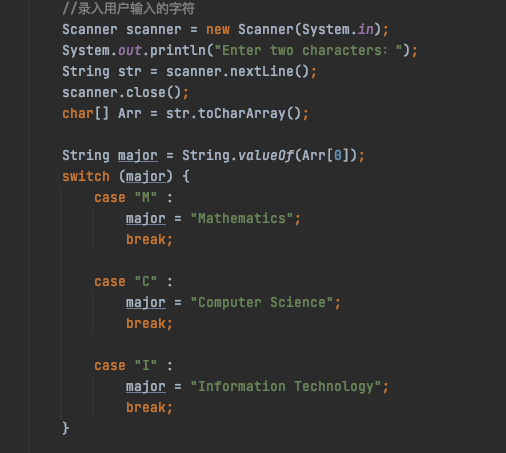 //录入用户输入的字符
Scanner scanner = new Scanner(System.in);
System.out.println("Enter two characters: ");
String str = scanner.nextLine();
scanner.close();
char[] Arr = str.toCharArray();
String major = String.valueOf(Arr[0]);
switch (major) {
case "M" :
major = "Mathematics";
break;
case "C" :
major = "Computer Science";
break;
case "I" :
major = "Information Technology";
break;
}